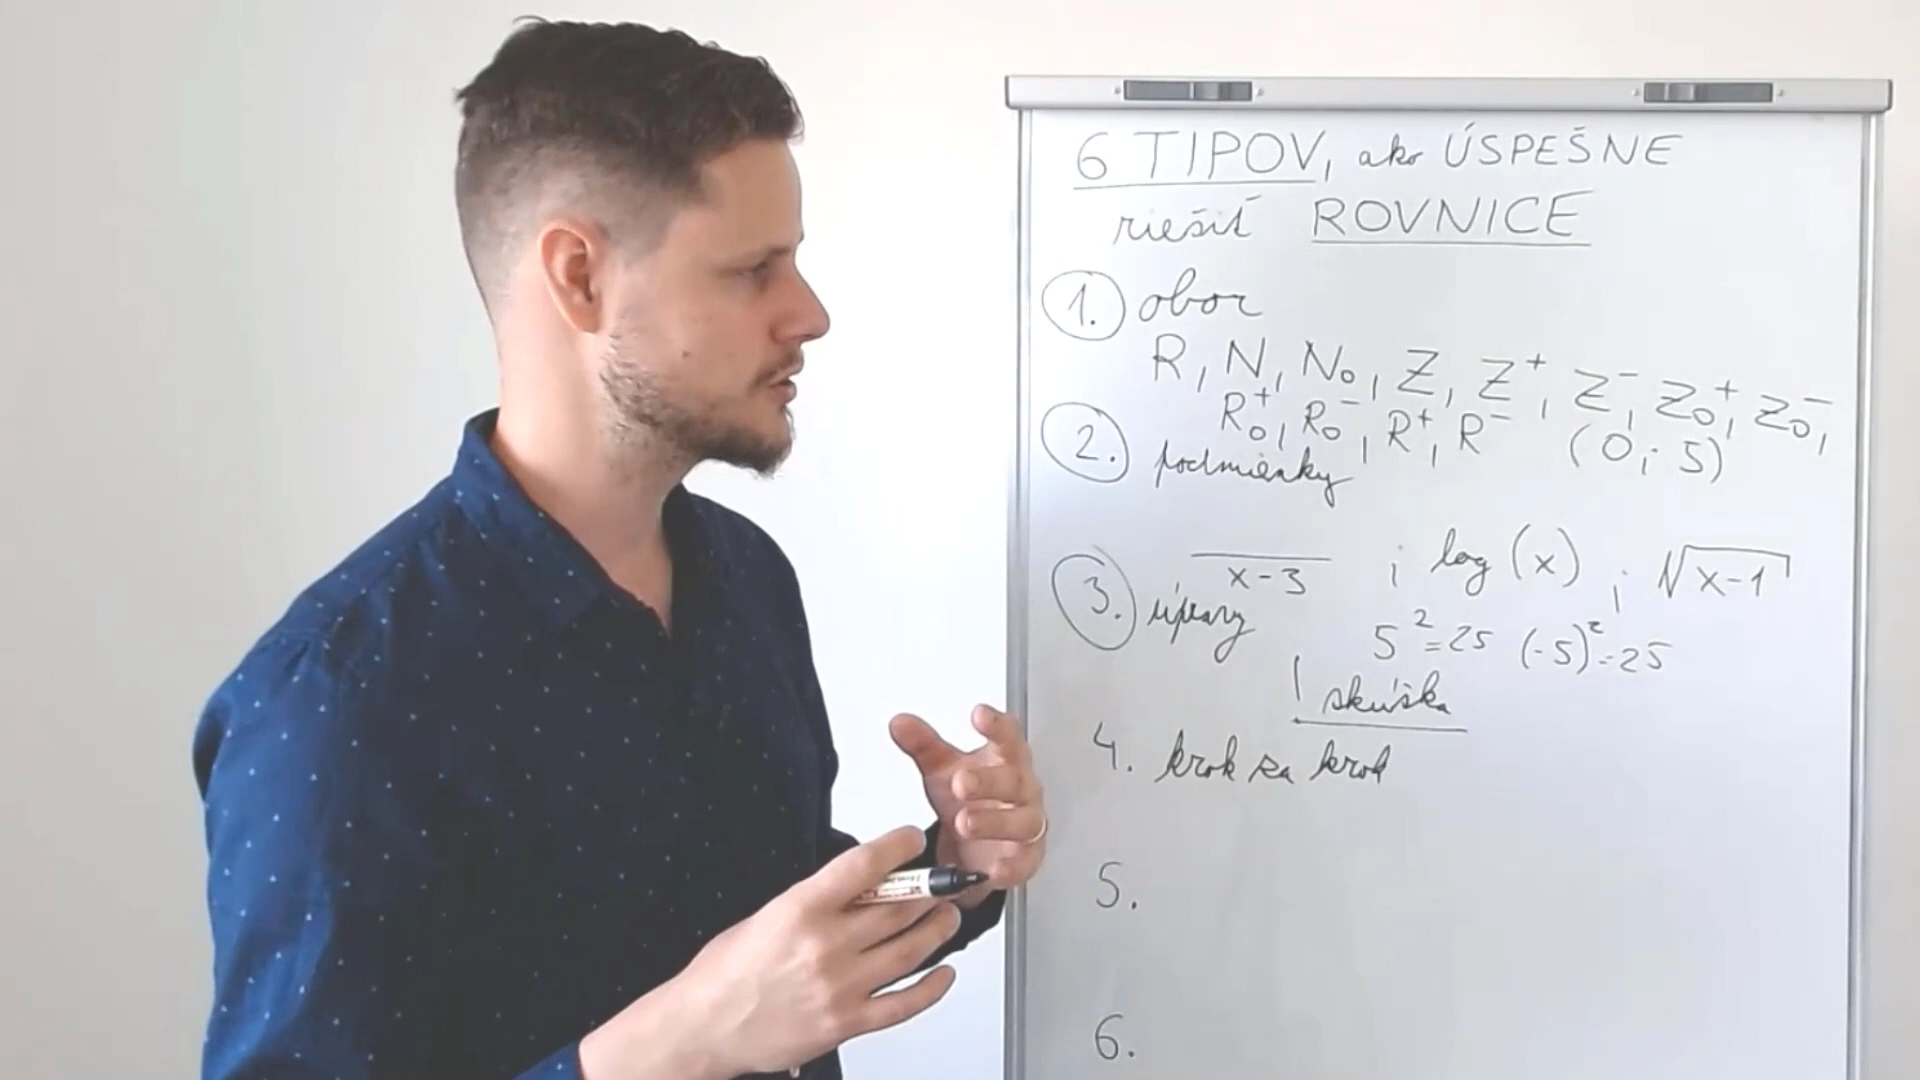 6 TIPOV, ako ÚSPEŠNE
riešiť ROVNICE
1. obor
R, N, N₀, Z, Z⁺, Z⁻, Z₀⁺, Z₀⁻,
R₀⁺, R₀⁻, R⁺, R⁻ (0; 5)
2. podmienky
x-3 ; log (x) ; √x-1
3. úpravy
5²=25 (-5)²=25
skúška
4. krok za krok
5.
6.